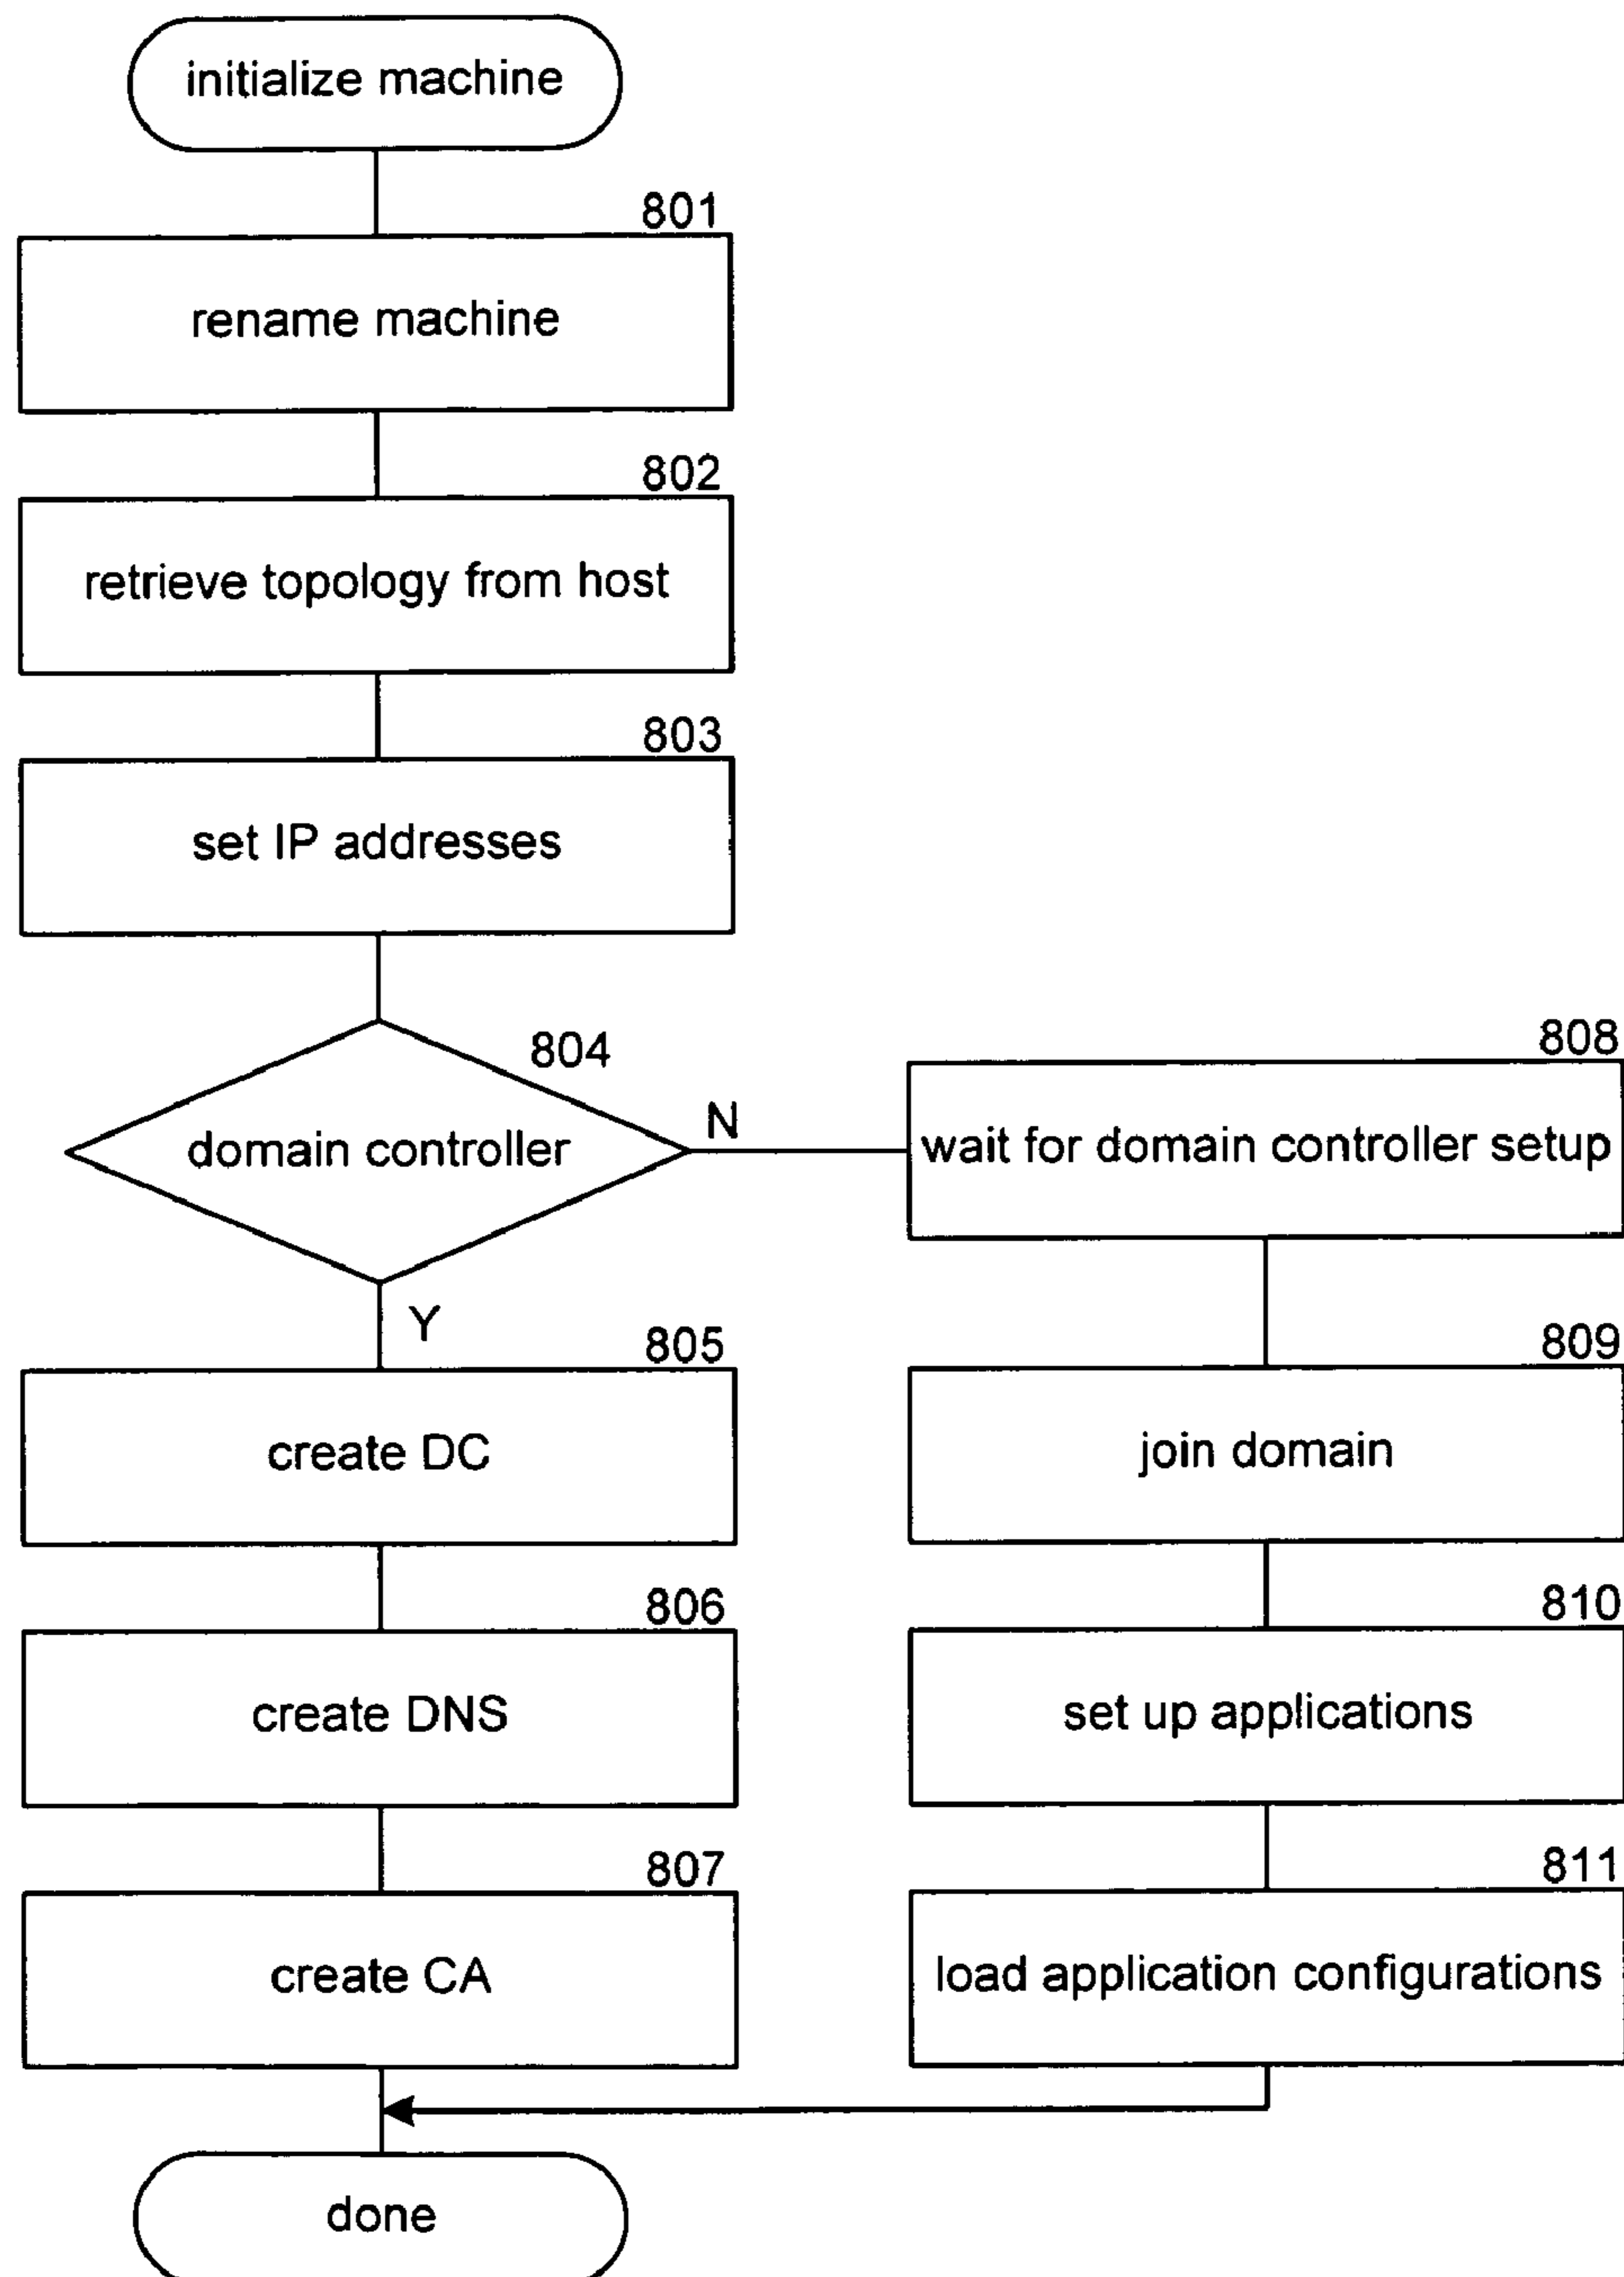 initialize machine
801
rename machine
802
retrieve topology from host
803
set IP addresses
804
domain controller
N
Y
805
create DC
806
create DNS
807
create CA
808
wait for domain controller setup
809
join domain
810
set up applications
811
load application configurations
done